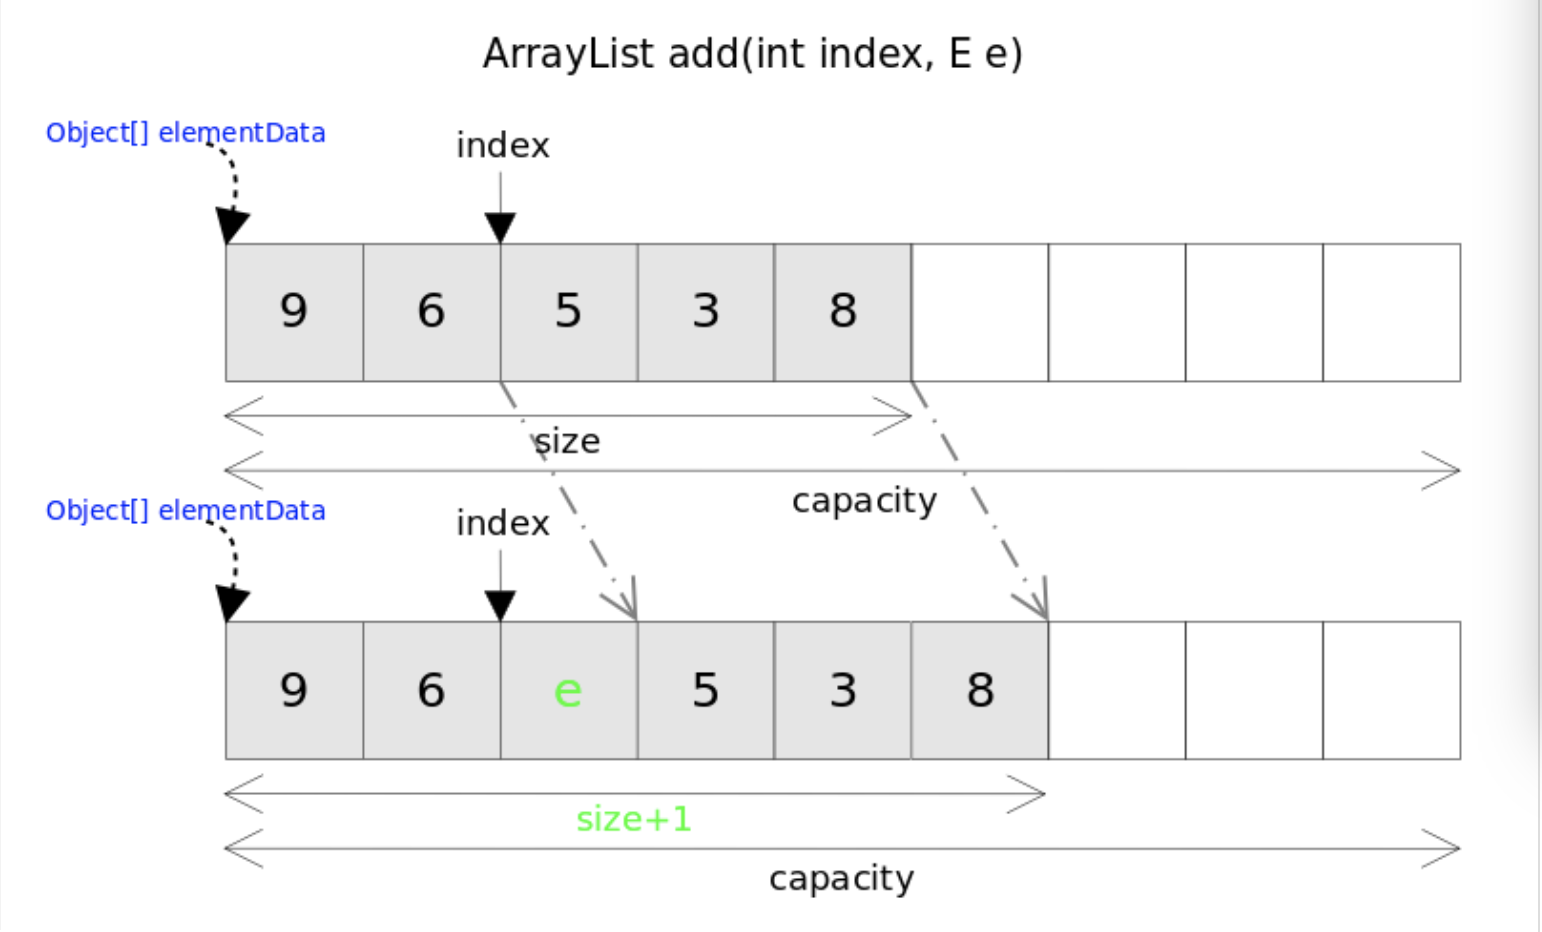 ArrayList add(int index, E e)
Object[] elementData
index
9 6 5 3 8
size
capacity
Object[] elementData
index
9 6 e 5 3 8
size+1
capacity